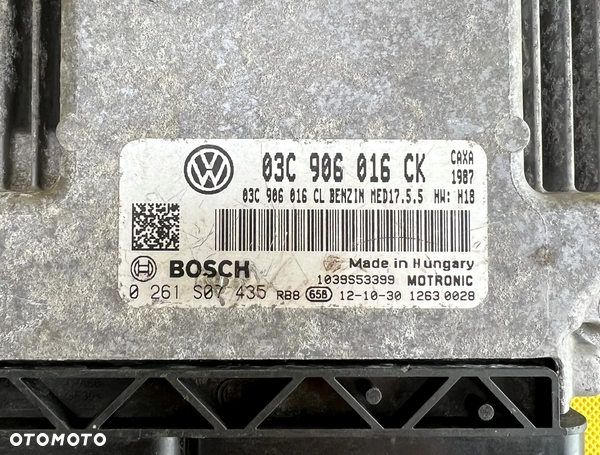 03C 906 016 CK CAXA
1987
03C 906 016 CL BENZIN MED17.5.5 HW: H18
BOSCH Made in Hungary
1039S53399 MOTRONIC
0 261 S07 435 RBB 658 12-10-30 1263 0028
OTOMOTO